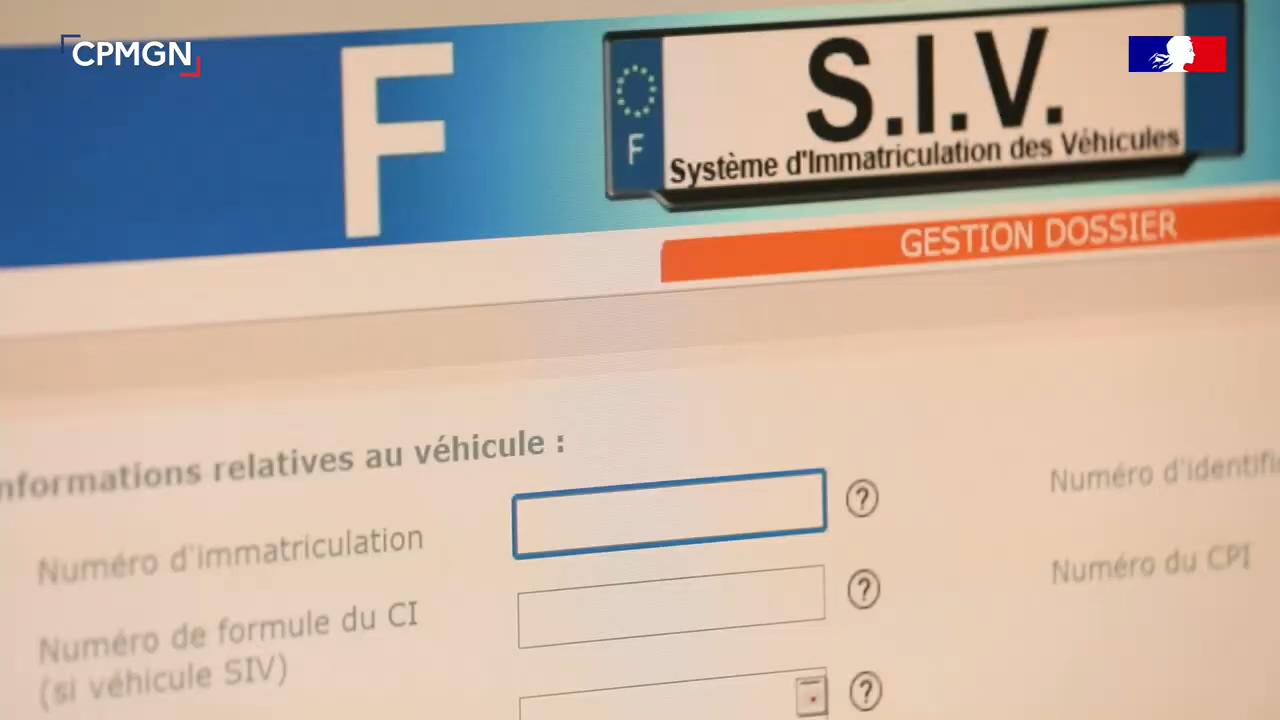 CPMGN
F
S.I.V.
F
Système d'Immatriculation des Véhicules
GESTION DOSSIER
nformations relatives au véhicule :
Numéro d'immatriculation
?
Numéro d'identifi
Numéro de formule du CI
(si véhicule SIV)
?
Numéro du CPI
?